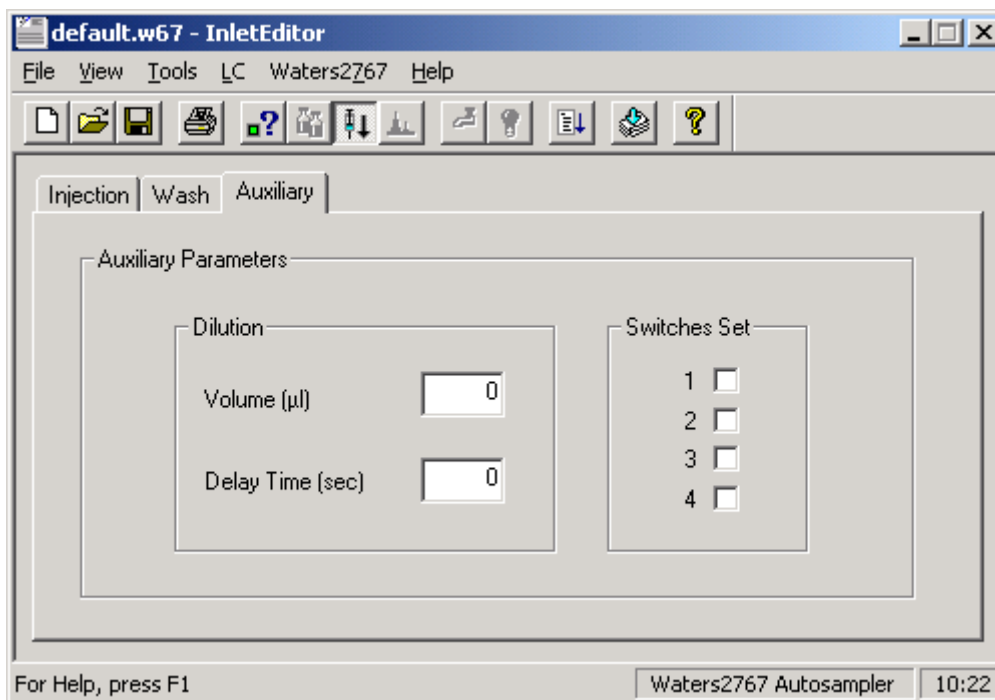 default.w67 - InletEditor
File View Tools LC Waters2767 Help
Injection Wash Auxiliary
Auxiliary Parameters
Dilution
Volume (µl) 0
Delay Time (sec) 0
Switches Set
1
2
3
4
For Help, press F1 Waters2767 Autosampler 10:22